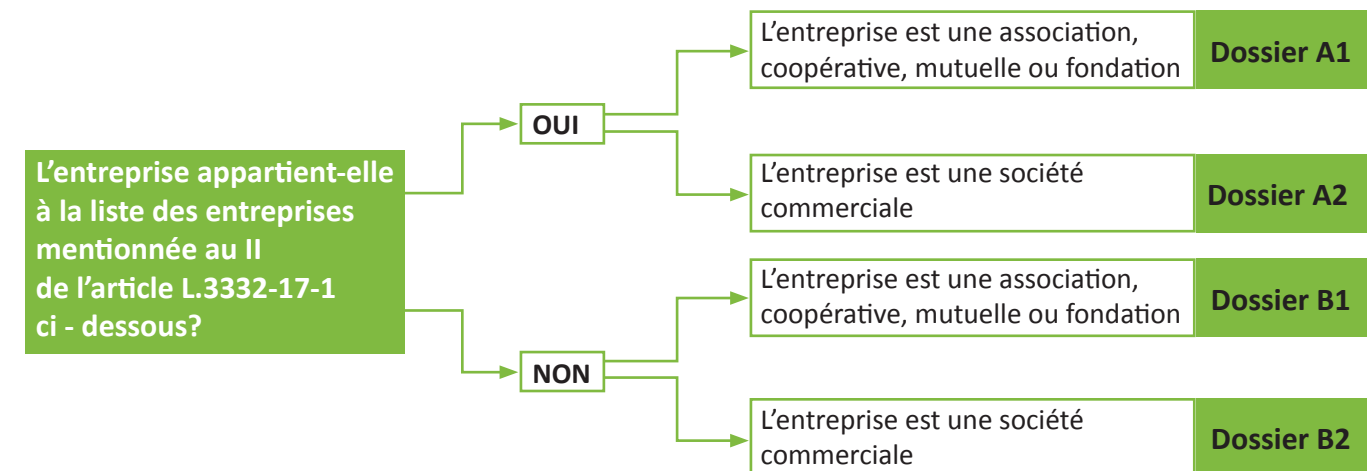 L’entreprise est une association,
coopérative, mutuelle ou fondation
Dossier A1
OUI
L’entreprise appartient-elle
à la liste des entreprises
mentionnée au II
de l’article L.3332-17-1
ci - dessous?
L’entreprise est une société
commerciale
Dossier A2
L’entreprise est une association,
coopérative, mutuelle ou fondation
Dossier B1
NON
L’entreprise est une société
commerciale
Dossier B2